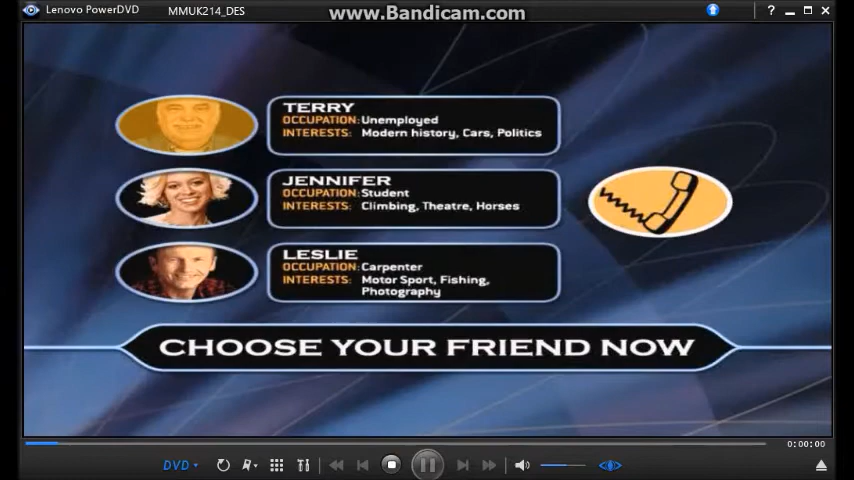 Lenovo PowerDVD
MMUK214_DES
www.Bandicam.com
TERRY
OCCUPATION: Unemployed
INTERESTS: Modern history, Cars, Politics
JENNIFER
OCCUPATION: Student
INTERESTS: Climbing, Theatre, Horses
LESLIE
OCCUPATION: Carpenter
INTERESTS: Motor Sport, Fishing,
Photography
CHOOSE YOUR FRIEND NOW
0:00:00
DVD